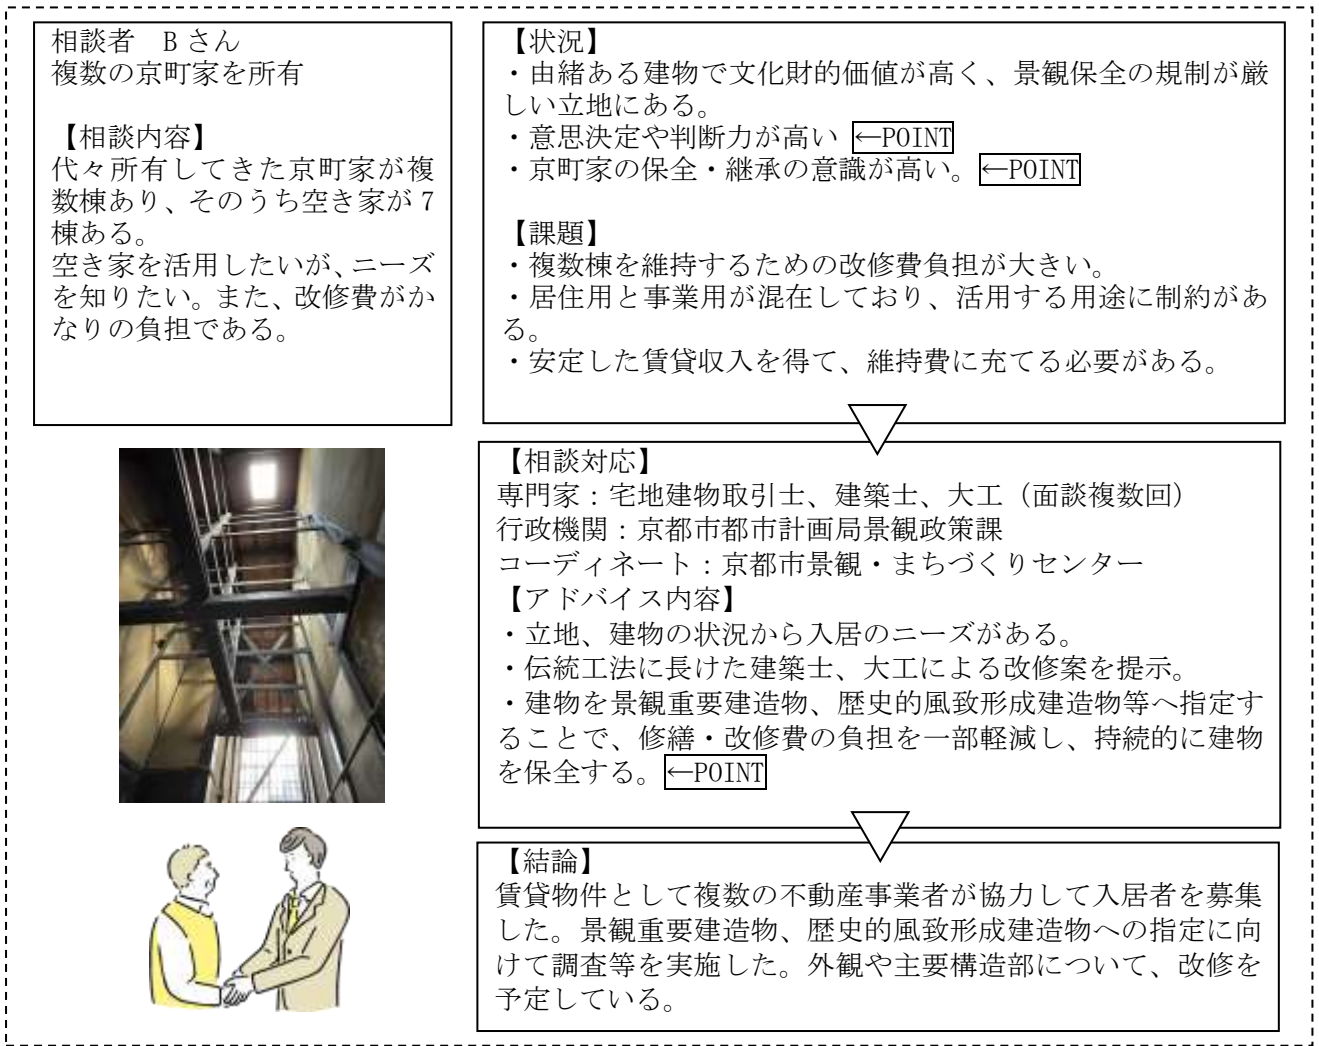 相談者　Bさん
複数の京町家を所有
【相談内容】
代々所有してきた京町家が複
数棟あり、そのうち空き家が7
棟ある。
空き家を活用したいが、ニーズ
を知りたい。また、改修費がか
なりの負担である。
【状況】
・由緒ある建物で文化財的価値が高く、景観保全の規制が厳
しい立地にある。
・意思決定や判断力が高い ←POINT
・京町家の保全・継承の意識が高い。←POINT
【課題】
・複数棟を維持するための改修費負担が大きい。
・居住用と事業用が混在しており、活用する用途に制約があ
る。
・安定した賃貸収入を得て、維持費に充てる必要がある。
【相談対応】
専門家：宅地建物取引士、建築士、大工（面談複数回）
行政機関：京都市都市計画局景観政策課
コーディネート：京都市景観・まちづくりセンター
【アドバイス内容】
・立地、建物の状況から入居のニーズがある。
・伝統工法に長けた建築士、大工による改修案を提示。
・建物を景観重要建造物、歴史的風致形成建造物等へ指定す
ることで、修繕・改修費の負担を一部軽減し、持続的に建物
を保全する。←POINT
【結論】
賃貸物件として複数の不動産事業者が協力して入居者を募集
した。景観重要建造物、歴史的風致形成建造物への指定に向
けて調査等を実施した。外観や主要構造部について、改修を
予定している。